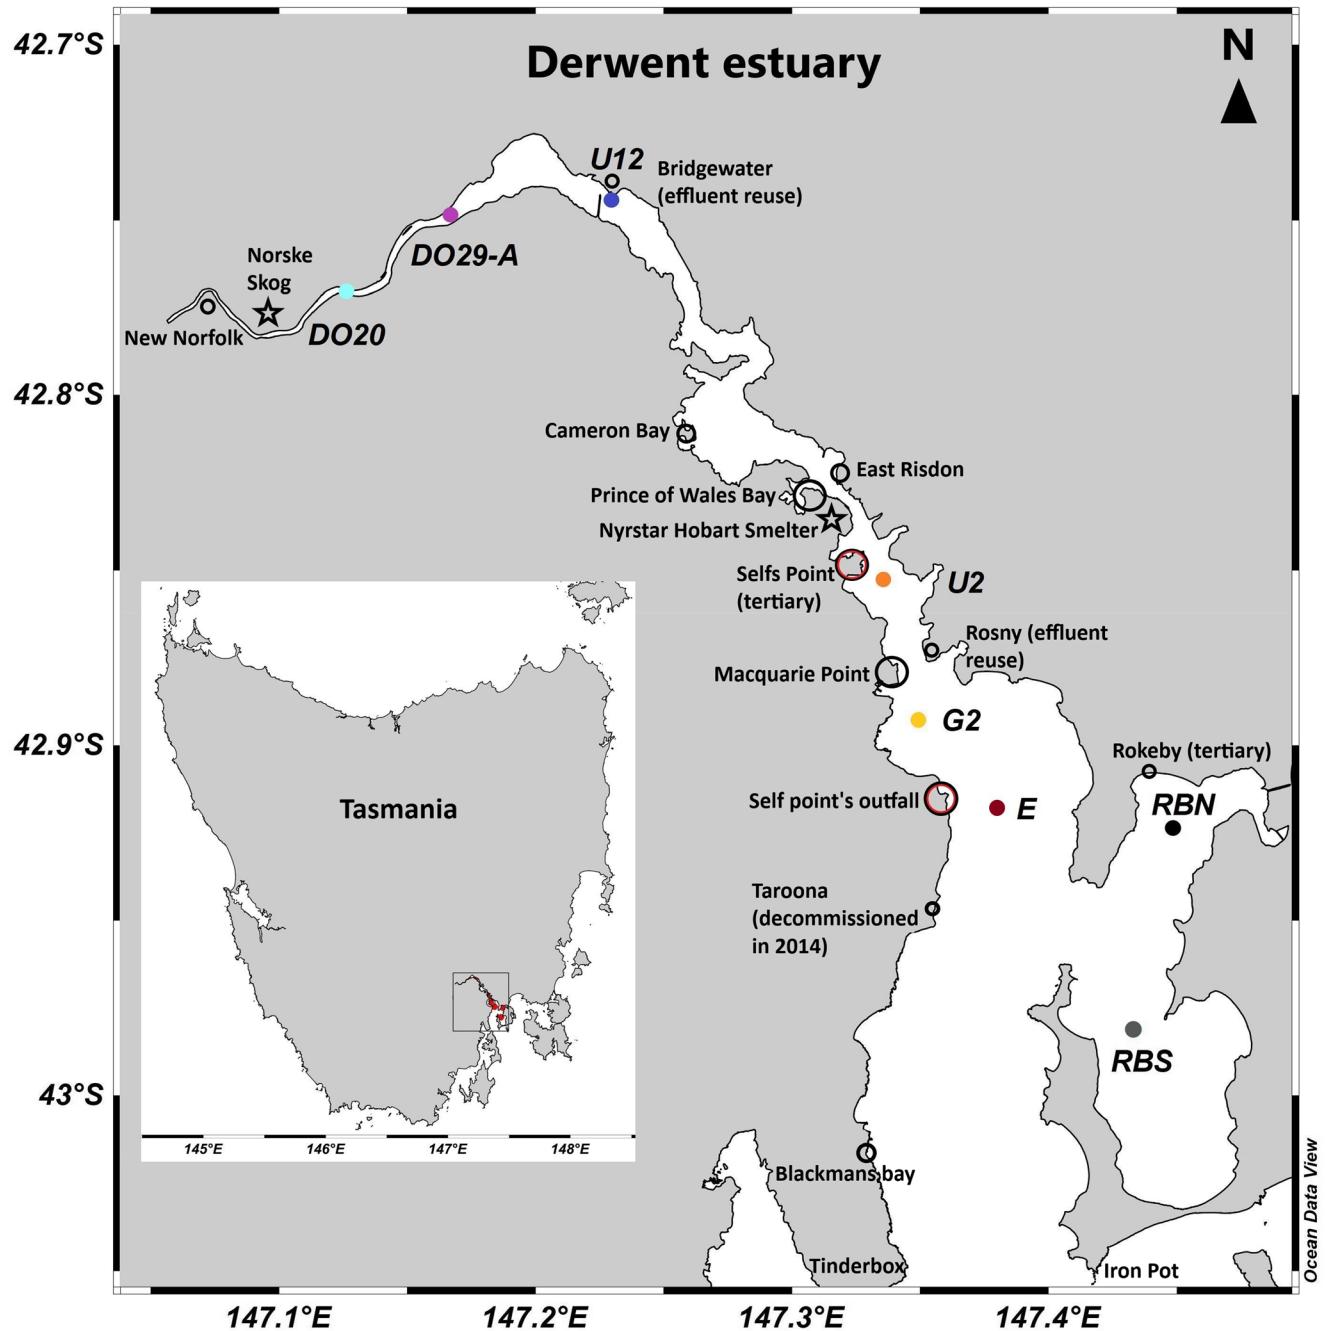 42.7°S
Derwent estuary
N
U12
Bridgewater
(effluent reuse)
DO29-A
Norske
Skog
New Norfolk
DO20
42.8°S
Cameron Bay
East Risdon
Prince of Wales Bay
Nyrstar Hobart Smelter
Selfs Point
(tertiary)
U2
Rosny (effluent
reuse)
Macquarie Point
G2
42.9°S
Rokeby (tertiary)
Self point's outfall
E
RBN
Tasmania
Taroona
(decommissioned
in 2014)
RBS
43°S
145°E
146°E
147°E
148°E
Blackmans bay
Tinderbox
Iron Pot
Ocean Data View
147.1°E
147.2°E
147.3°E
147.4°E